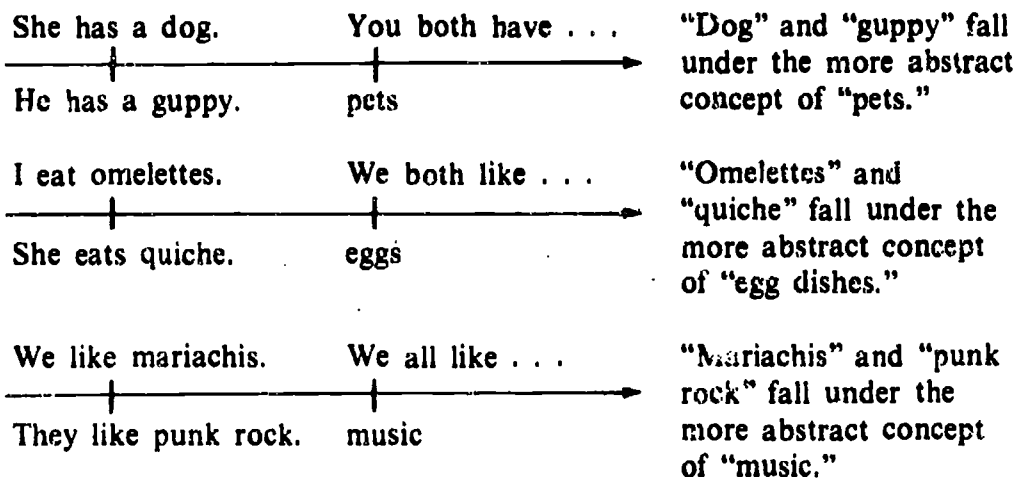 She has a dog. You both have . . . "Dog" and "guppy" fall
under the more abstract
He has a guppy. pets concept of "pets."
I eat omelettes. We both like . . . "Omelettes" and
"quiche" fall under the
She eats quiche. eggs more abstract concept
of "egg dishes."
We like mariachis. We all like . . . "Mariachis" and "punk
rock" fall under the
They like punk rock. music more abstract concept
of "music."